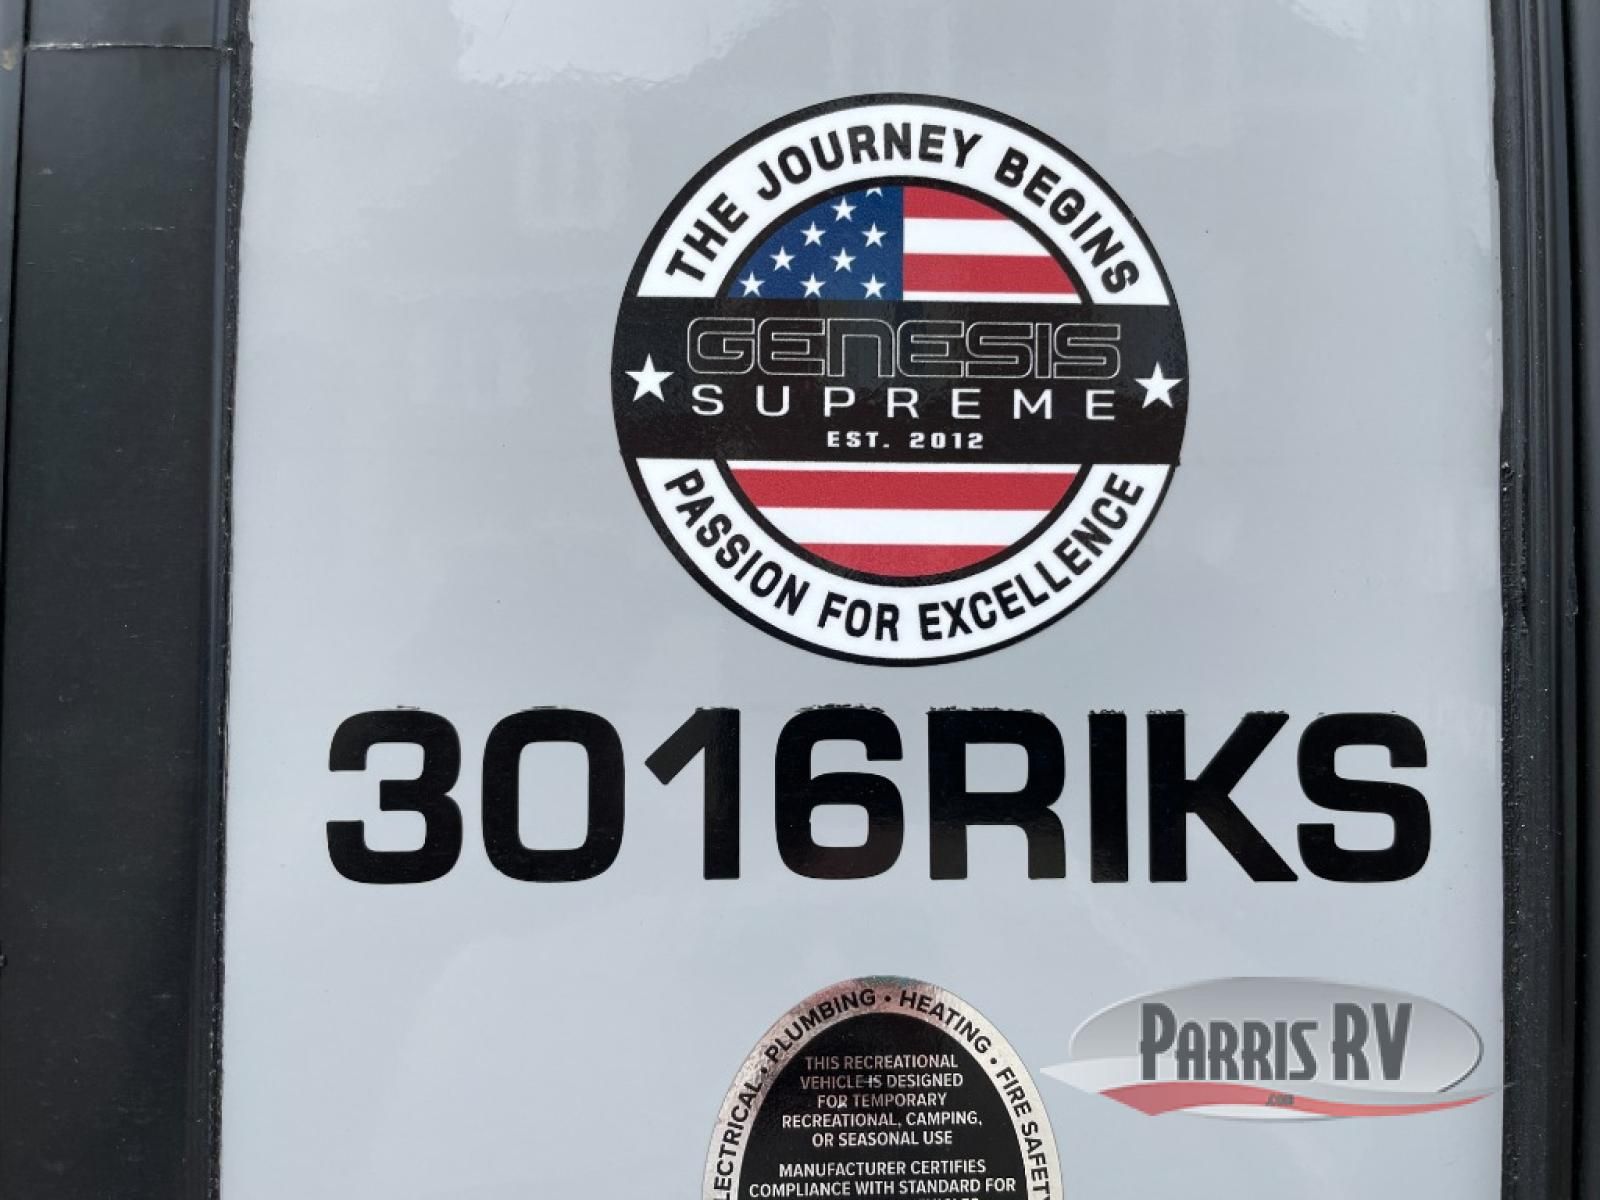 THE JOURNEY BEGINS
GENESIS
SUPREME
EST. 2012
PASSION FOR EXCELLENCE
3016RIKS
PLUMBING • HEATING • FIRE SAFETY
THIS RECREATIONAL
VEHICLE IS DESIGNED
FOR TEMPORARY
RECREATIONAL, CAMPING,
OR SEASONAL USE
MANUFACTURER CERTIFIES
COMPLIANCE WITH STANDARD FOR
PARRIS RV
.com